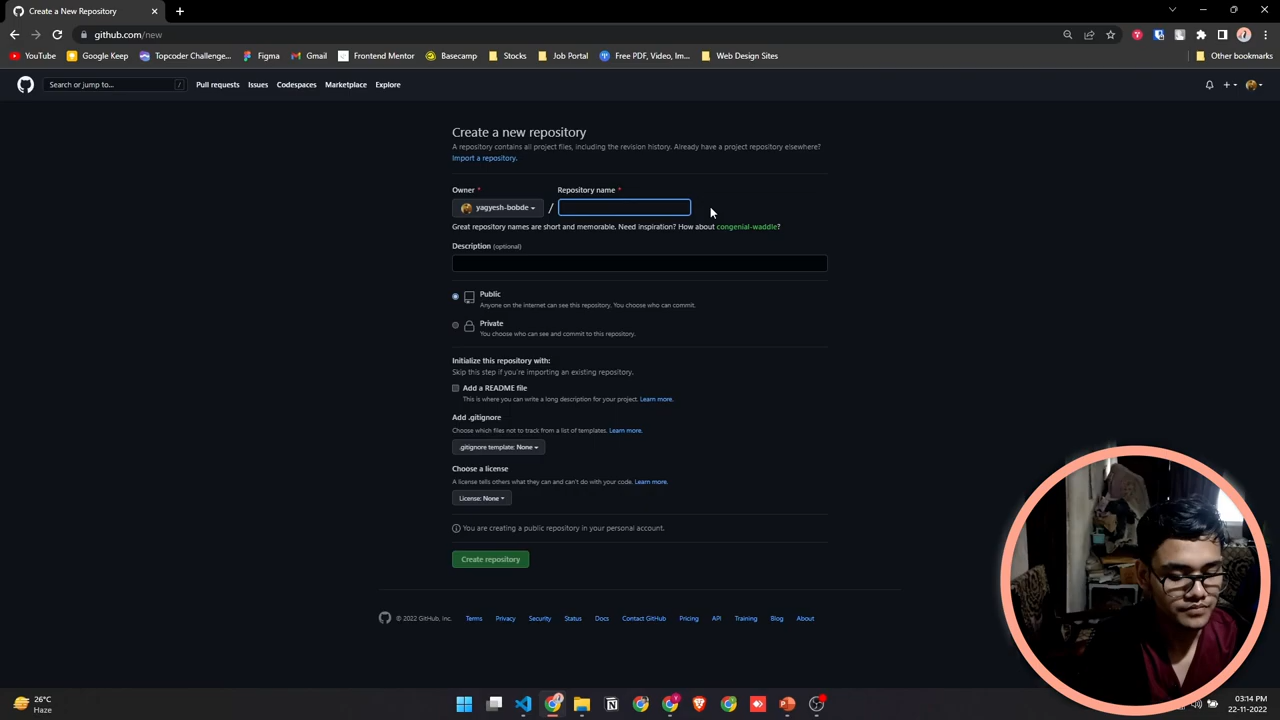 Create a New Repository
github.com/new
YouTube
Google Keep
Topcoder Challenge...
Figma
Gmail
Frontend Mentor
Basecamp
Stocks
Job Portal
Free PDF, Video, Im...
Web Design
Other bookmarks
Search or jump to...
/
Pull requests
Issues
Codespaces
Marketplace
Explore
Create a new repository
A repository contains all project files, including the revision history. Already have a project repository elsewhere?
Import a repository.
Owner *
Repository name *
yagyesh-bobde
/
Great repository names are short and memorable. Need inspiration? How about congenial-waddle?
Description (optional)
Public
Anyone on the internet can see this repository. You choose who can commit.
Private
You choose who can see and commit to this repository.
Initialize this repository with:
Skip this step if you're importing an existing repository.
Add a README file
This is where you can write a long description for your project. Learn more.
Add .gitignore
Choose which files not to track from a list of templates. Learn more.
.gitignore template: None
Choose a license
A license tells others what they can and can't do with your code. Learn more.
License: None
You are creating a public repository in your personal account.
Create repository
© 2022 GitHub, Inc.
Terms
Privacy
Security
Status
Docs
Contact GitHub
Pricing
API
Training
Blog
About
26°C
Haze
03:14 PM
22-11-2022